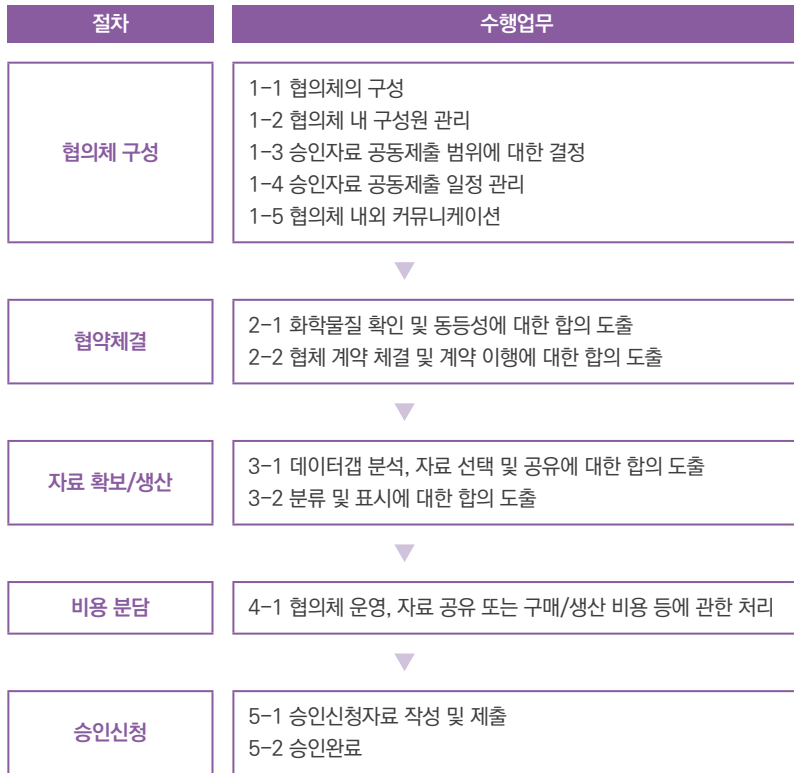 절차
수행업무
협의체 구성
1-1 협의체의 구성
1-2 협의체 내 구성원 관리
1-3 승인자료 공동제출 범위에 대한 결정
1-4 승인자료 공동제출 일정 관리
1-5 협의체 내외 커뮤니케이션
협약체결
2-1 화학물질 확인 및 동등성에 대한 합의 도출
2-2 협체 계약 체결 및 계약 이행에 대한 합의 도출
자료 확보/생산
3-1 데이터갭 분석, 자료 선택 및 공유에 대한 합의 도출
3-2 분류 및 표시에 대한 합의 도출
비용 분담
4-1 협의체 운영, 자료 공유 또는 구매/생산 비용 등에 관한 처리
승인신청
5-1 승인신청자료 작성 및 제출
5-2 승인완료